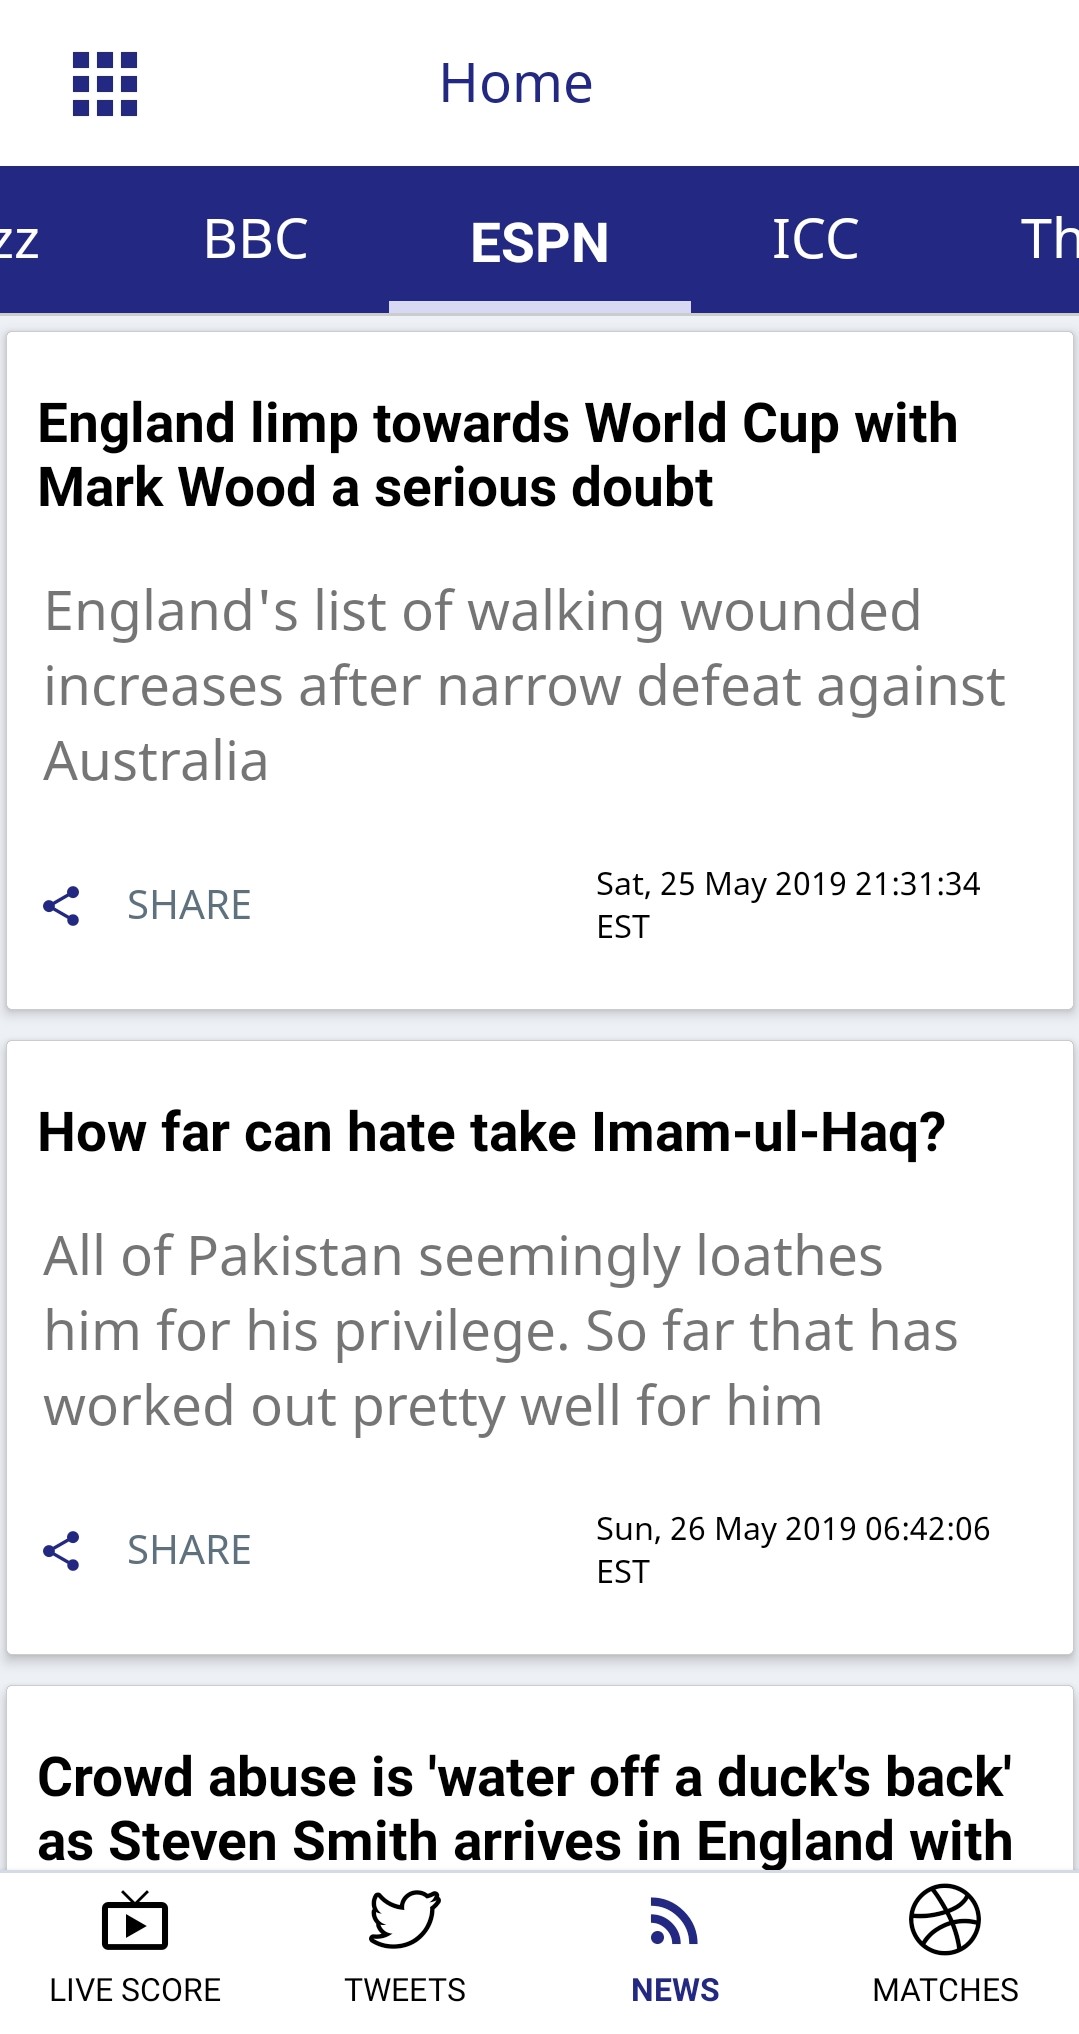 Home
zz BBC ESPN ICC Th
England limp towards World Cup with
Mark Wood a serious doubt
England's list of walking wounded
increases after narrow defeat against
Australia
SHARE
Sat, 25 May 2019 21:31:34
EST
How far can hate take Imam-ul-Haq?
All of Pakistan seemingly loathes
him for his privilege. So far that has
worked out pretty well for him
SHARE
Sun, 26 May 2019 06:42:06
EST
Crowd abuse is 'water off a duck's back'
as Steven Smith arrives in England with
LIVE SCORE TWEETS NEWS MATCHES